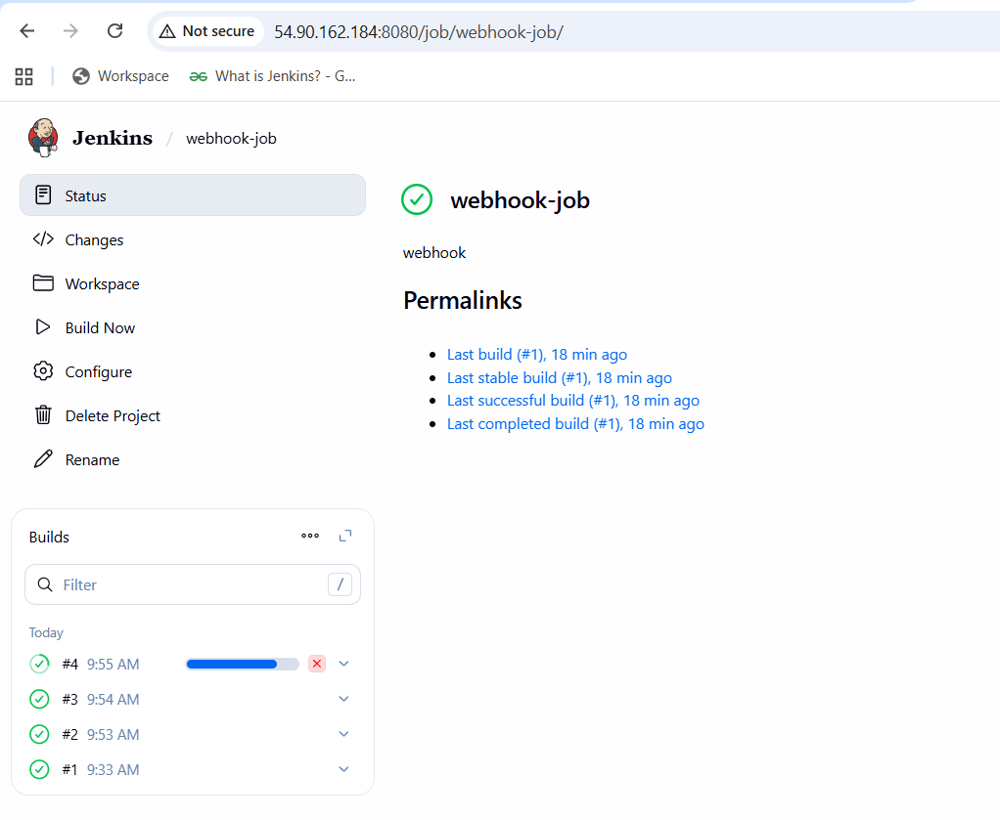 Not secure 54.90.162.184:8080/job/webhook-job/
Workspace What is Jenkins? - G...
Jenkins / webhook-job
Status
Changes
Workspace
Build Now
Configure
Delete Project
Rename
webhook-job
webhook
Permalinks
Last build (#1), 18 min ago
Last stable build (#1), 18 min ago
Last successful build (#1), 18 min ago
Last completed build (#1), 18 min ago
Builds
Filter /
Today
#4 9:55 AM
#3 9:54 AM
#2 9:53 AM
#1 9:33 AM